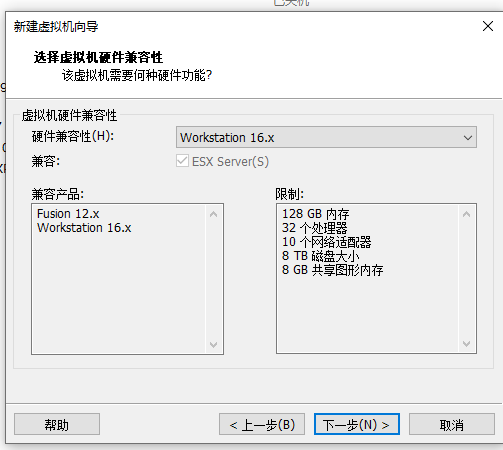 已关机
新建虚拟机向导
选择虚拟机硬件兼容性
该虚拟机需要何种硬件功能?
虚拟机硬件兼容性
硬件兼容性(H):
Workstation 16.x
兼容:
ESX Server(S)
兼容产品:
Fusion 12.x
Workstation 16.x
限制:
128 GB 内存
32 个处理器
10 个网络适配器
8 TB 磁盘大小
8 GB 共享图形内存
帮助
< 上一步(B)
下一步(N) >
取消